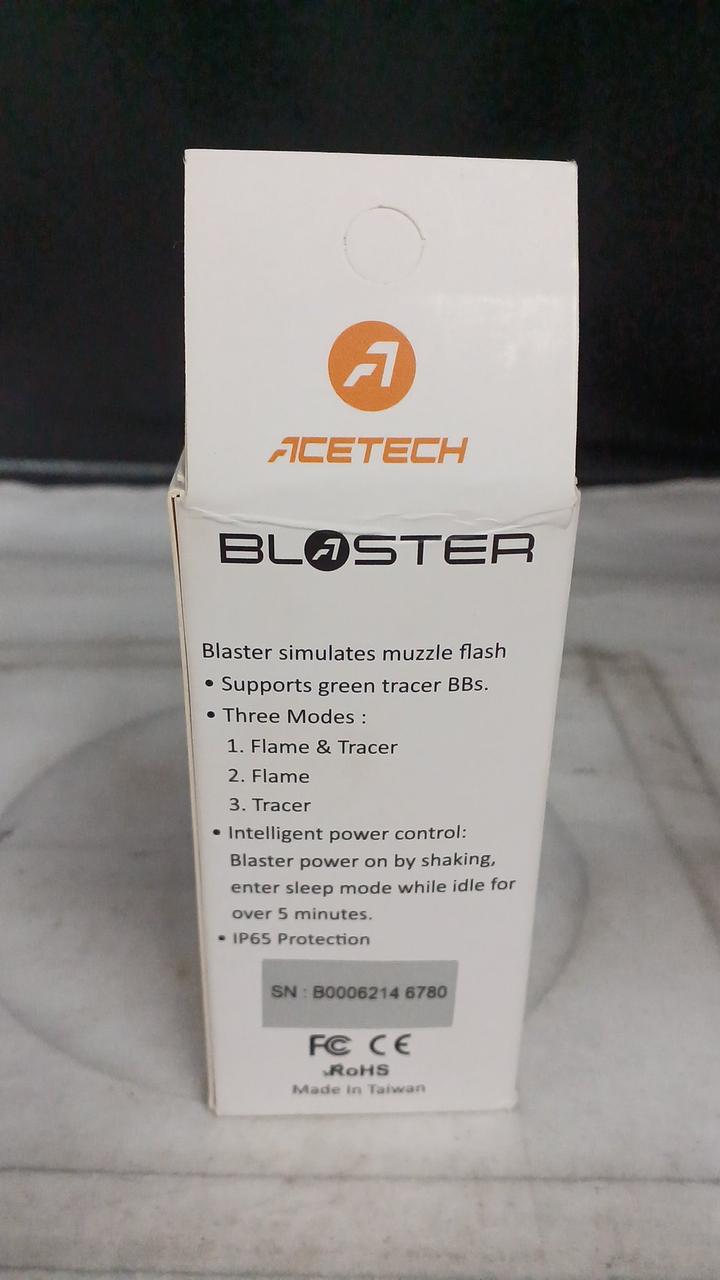 ACETECH
BLASTER
Blaster simulates muzzle flash
• Supports green tracer BBs.
• Three Modes :
1. Flame & Tracer
2. Flame
3. Tracer
• Intelligent power control:
Blaster power on by shaking,
enter sleep mode while idle for
over 5 minutes.
• IP65 Protection
SN : B0006214 6780
FC CE
RoHS
Made In Taiwan